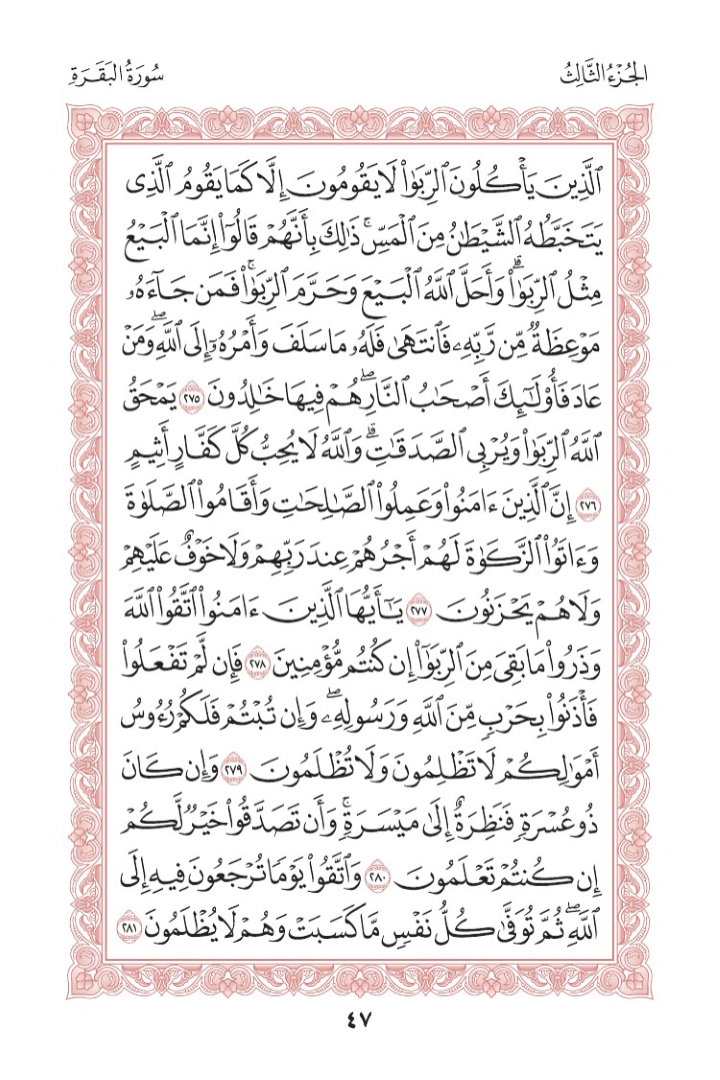 الجُزْءُ الثَّالِثُ
سُورَةُ البَقَرَةِ
ٱلَّذِينَ يَأۡكُلُونَ ٱلرِّبَوٰاْ لَا يَقُومُونَ إِلَّا كَمَا يَقُومُ ٱلَّذِي
يَتَخَبَّطُهُ ٱلشَّيۡطَٰنُ مِنَ ٱلۡمَسِّۚ ذَٰلِكَ بِأَنَّهُمۡ قَالُوٓاْ إِنَّمَا ٱلۡبَيۡعُ
مِثۡلُ ٱلرِّبَوٰاْۗ وَأَحَلَّ ٱللَّهُ ٱلۡبَيۡعَ وَحَرَّمَ ٱلرِّبَوٰاْۚ فَمَن جَآءَهُۥ
مَوۡعِظَةٞ مِّن رَّبِّهِۦ فَٱنتَهَىٰ فَلَهُۥ مَا سَلَفَ وَأَمۡرُهُۥٓ إِلَى ٱللَّهِۖ وَمَنۡ
عَادَ فَأُوْلَٰٓئِكَ أَصۡحَٰبُ ٱلنَّارِۖ هُمۡ فِيهَا خَٰلِدُونَ ٢٧٥ يَمۡحَقُ
ٱللَّهُ ٱلرِّبَوٰاْ وَيُرۡبِي ٱلصَّدَقَٰتِۗ وَٱللَّهُ لَا يُحِبُّ كُلَّ كَفَّارٍ أَثِيمٍ
٢٧٦ إِنَّ ٱلَّذِينَ ءَامَنُواْ وَعَمِلُواْ ٱلصَّٰلِحَٰتِ وَأَقَامُواْ ٱلصَّلَوٰةَ
وَءَاتَوُاْ ٱلزَّكَوٰةَ لَهُمۡ أَجۡرُهُمۡ عِندَ رَبِّهِمۡ وَلَا خَوۡفٌ عَلَيۡهِمۡ
وَلَا هُمۡ يَحۡزَنُونَ ٢٧٧ يَٰٓأَيُّهَا ٱلَّذِينَ ءَامَنُواْ ٱتَّقُواْ ٱللَّهَ
وَذَرُواْ مَا بَقِيَ مِنَ ٱلرِّبَوٰٓاْ إِن كُنتُم مُّؤۡمِنِينَ ٢٧٨ فَإِن لَّمۡ تَفۡعَلُواْ
فَأۡذَنُواْ بِحَرۡبٖ مِّنَ ٱللَّهِ وَرَسُولِهِۦۖ وَإِن تُبۡتُمۡ فَلَكُمۡ رُءُوسُ
أَمۡوَٰلِكُمۡ لَا تَظۡلِمُونَ وَلَا تُظۡلَمُونَ ٢٧٩ وَإِن كَانَ
ذُو عُسۡرَةٖ فَنَظِرَةٌ إِلَىٰ مَيۡسَرَةٖۚ وَأَن تَصَدَّقُواْ خَيۡرٞ لَّكُمۡ
إِن كُنتُمۡ تَعۡلَمُونَ ٢٨٠ وَٱتَّقُواْ يَوۡمٗا تُرۡجَعُونَ فِيهِ إِلَى
ٱللَّهِۖ ثُمَّ تُوَفَّىٰ كُلُّ نَفۡسٖ مَّا كَسَبَتۡ وَهُمۡ لَا يُظۡلَمُونَ ٢٨١
٤٧